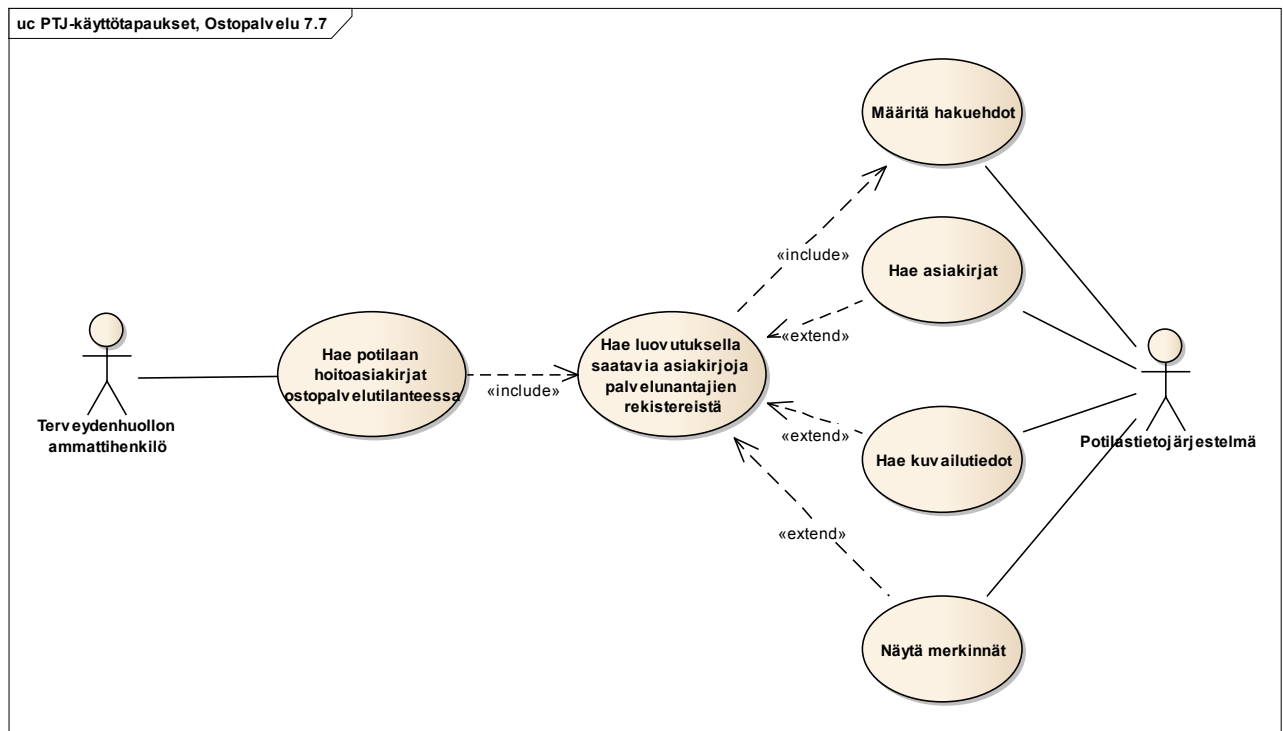 uc PTJ-käyttötapaukset, Ostopalvelu 7.7
Määritä hakuehdot
«include»
Hae asiakirjat
«extend»
Terveydenhuollon
ammattihenkilö
Hae potilaan
hoitoasiakirjat
ostopalvelutilanteessa
«include»
Hae luovutuksella
saatavia asiakirjoja
palvelunantajien
rekistereistä
«extend»
Hae kuvailutiedot
Potilastietojärjestelmä
«extend»
Näytä merkinnät